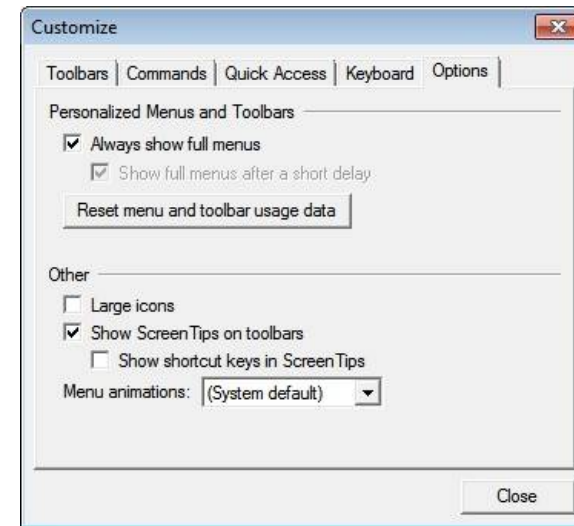 Customize
Toolbars Commands Quick Access Keyboard Options
Personalized Menus and Toolbars
Always show full menus
Show full menus after a short delay
Reset menu and toolbar usage data
Other
Large icons
Show ScreenTips on toolbars
Show shortcut keys in ScreenTips
Menu animations: (System default)
Close